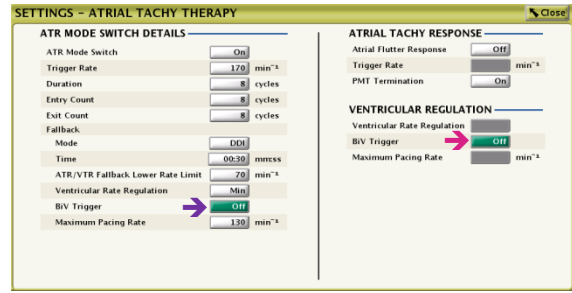 SETTINGS - ATRIAL TACHY THERAPY
Close
ATR MODE SWITCH DETAILS
ATR Mode Switch On
Trigger Rate 170 min⁻¹
Duration 8 cycles
Entry Count 8 cycles
Exit Count 8 cycles
Fallback
Mode DDI
Time 00:30 mm:ss
ATR/VTR Fallback Lower Rate Limit 70 min⁻¹
Ventricular Rate Regulation Min
BiV Trigger Off
Maximum Pacing Rate 130 min⁻¹
ATRIAL TACHY RESPONSE
Atrial Flutter Response Off
Trigger Rate min⁻¹
PMT Termination On
VENTRICULAR REGULATION
Ventricular Rate Regulation
BiV Trigger Off
Maximum Pacing Rate min⁻¹